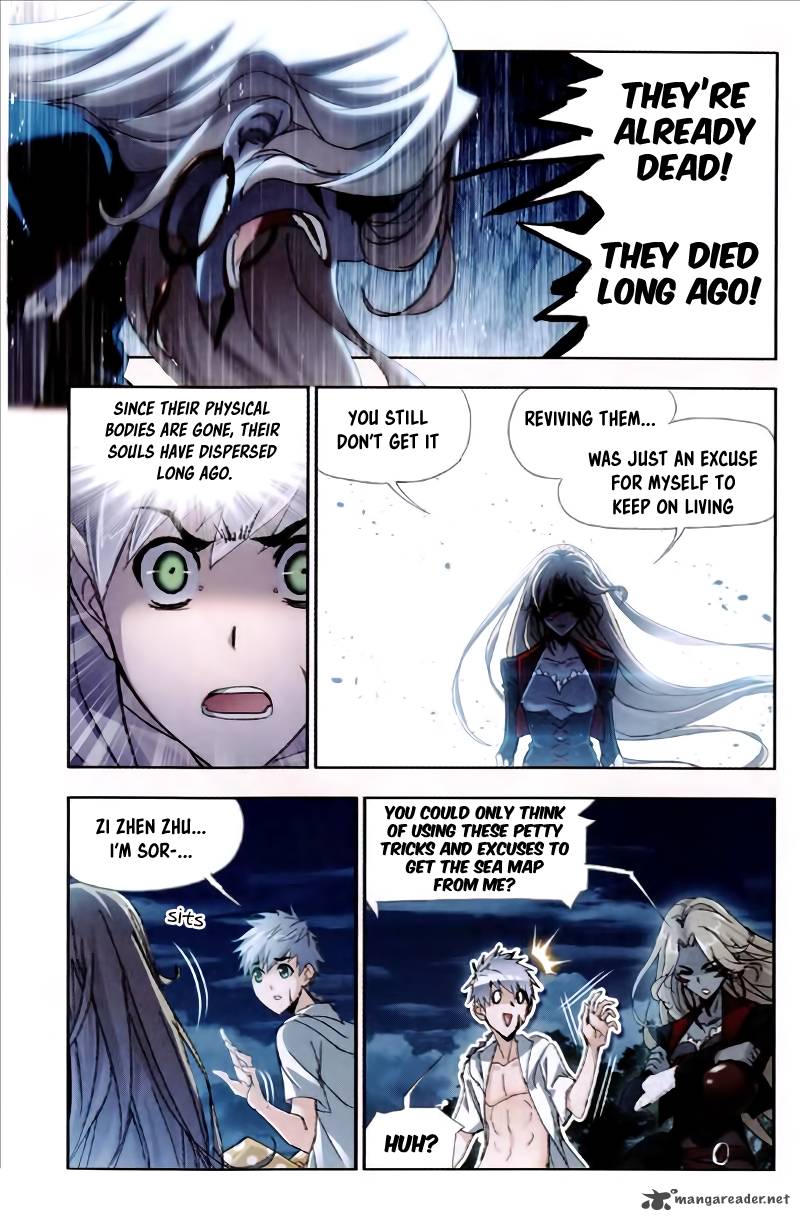 THEY'RE
ALREADY
DEAD!
THEY DIED
LONG AGO!
SINCE THEIR PHYSICAL
BODIES ARE GONE, THEIR
SOULS HAVE DISPERSED
LONG AGO.
YOU STILL
DON'T GET IT
REVIVING THEM...
WAS JUST AN EXCUSE
FOR MYSELF TO
KEEP ON LIVING
ZI ZHEN ZHU...
I'M SOR-...
sits
YOU COULD ONLY THINK
OF USING THESE PETTY
TRICKS AND EXCUSES TO
GET THE SEA MAP
FROM ME?
HUH?
mangareader.net